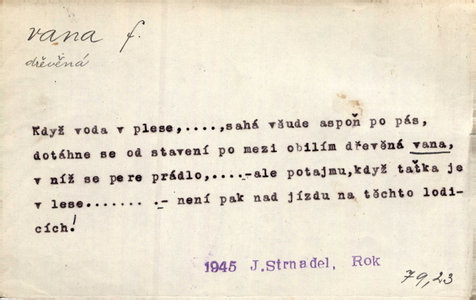 vana f.
dřevěná
Když voda v plese,....,sahá všude aspoň po pás,
dotáhne se od stavení po mezi obilím dřevěná vana,
v níž se pere prádlo,....-ale potajmu,když taťka je
v lese....... .- není pak nad jízdu na těchto lodi-
cích!
1945 J.Strnadel, Rok
79,23